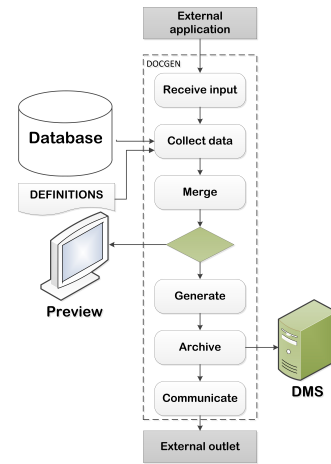 External
application
DOCGEN
Receive input
Database
Collect data
DEFINITIONS
Merge
Preview
Generate
Archive
DMS
Communicate
External outlet